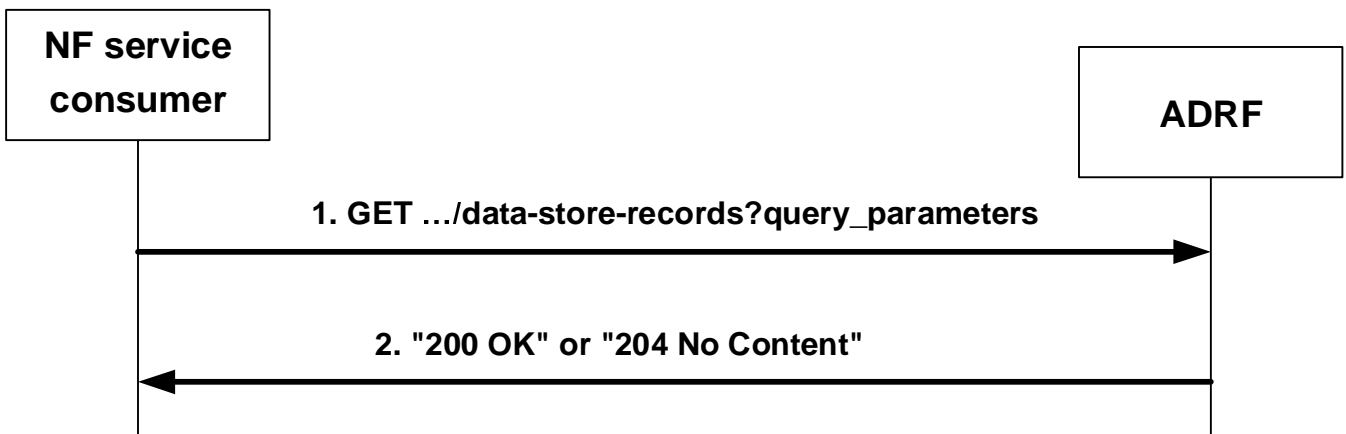 NF service
consumer
ADRF
1. GET …/data-store-records?query_parameters
2. "200 OK" or "204 No Content"